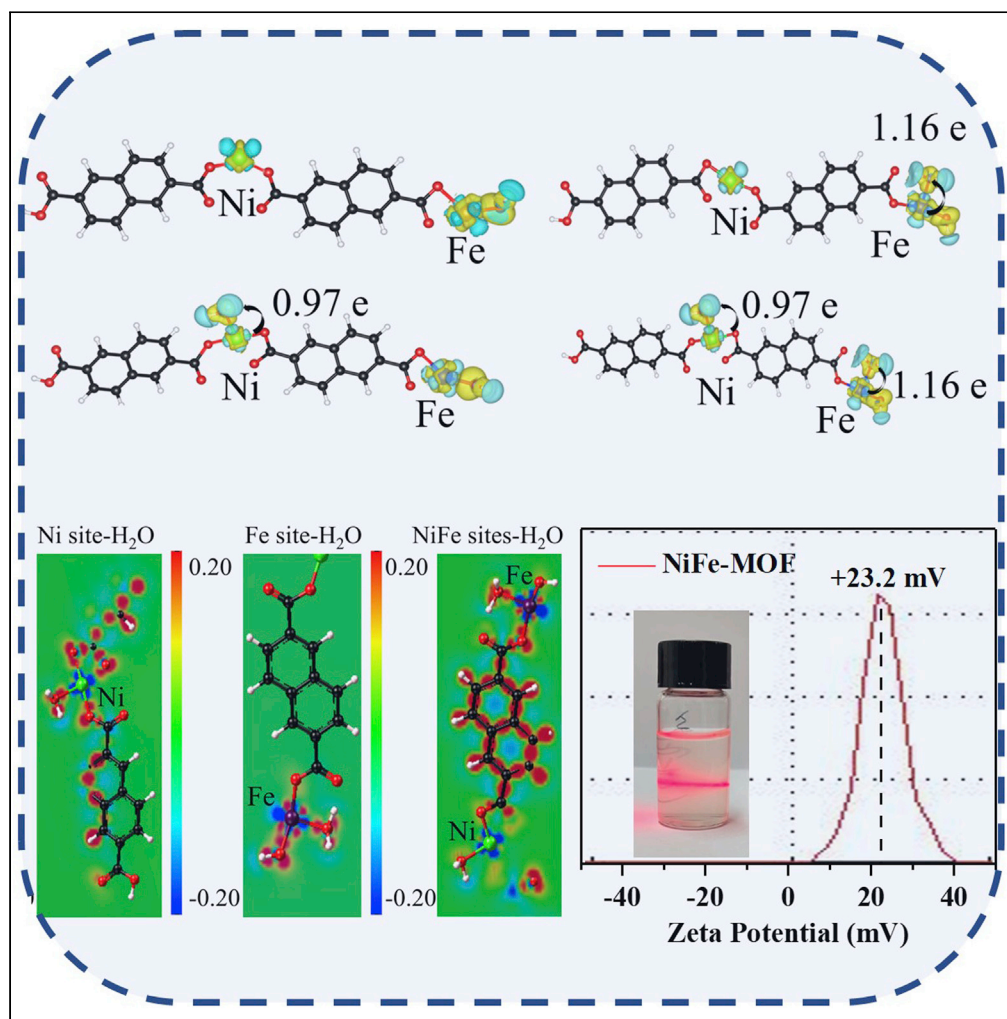 1.16 e
Ni
Fe
Ni
Fe
0.97 e
Ni
Fe
0.97 e
Ni
Fe
1.16 e
Ni site-H₂O
Fe site-H₂O
NiFe sites-H₂O
0.20
-0.20
0.20
-0.20
Ni
Fe
Fe
Ni
NiFe-MOF
+23.2 mV
-40
-20
0
20
40
Zeta Potential (mV)